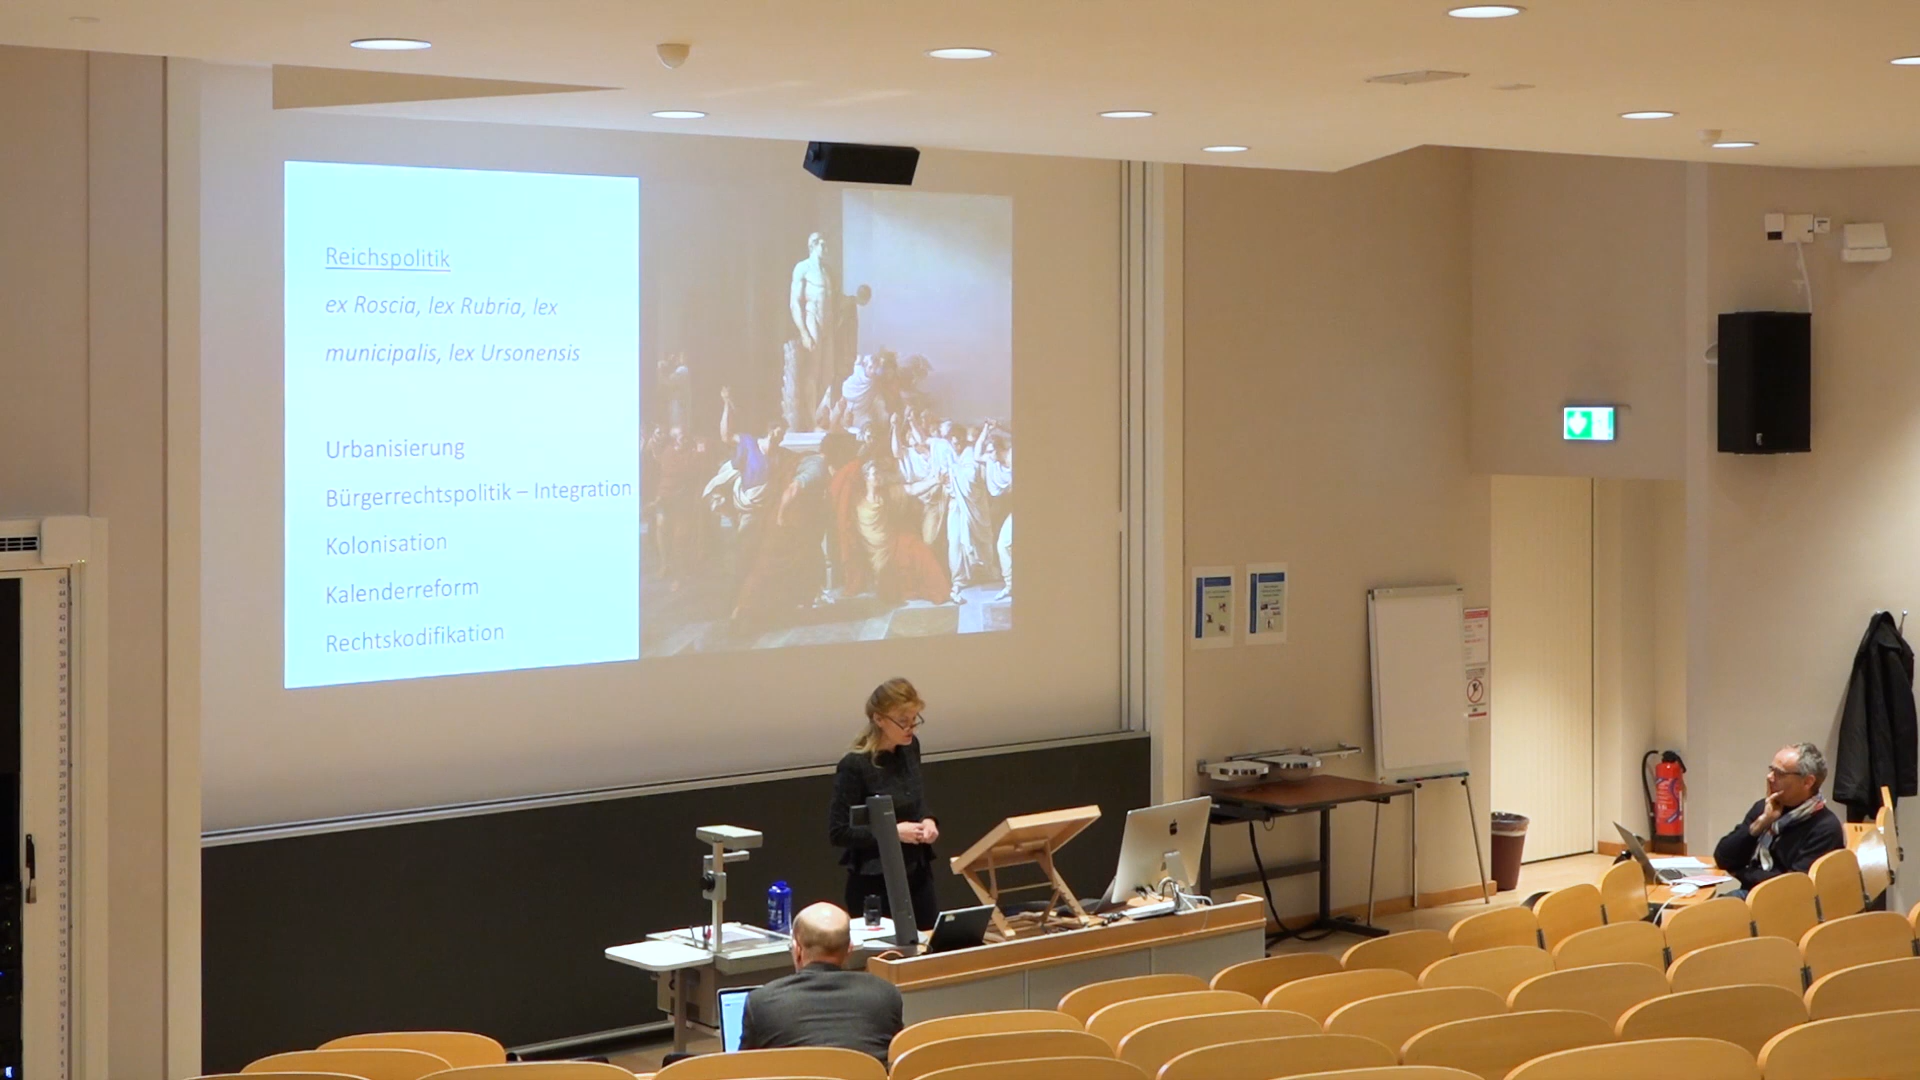 Reichspolitik
ex Roscia, lex Rubria, lex
municipalis, lex Ursonensis
Urbanisierung
Bürgerrechtspolitik – Integration
Kolonisation
Kalenderreform
Rechtskodifikation